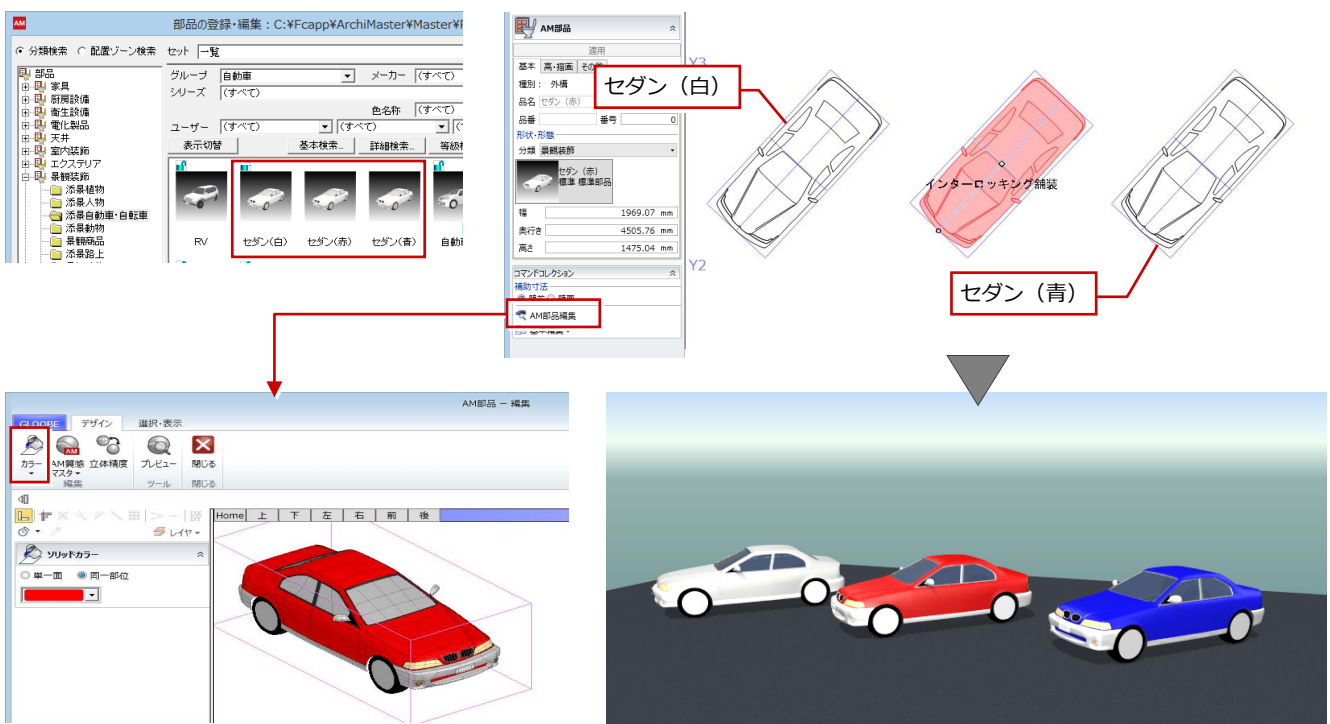 AM
部品の登録・編集：C:¥Fcapp¥ArchiMaster¥Master¥
分類検索
配置ゾーン検索
セット
一覧
部品
家具
厨房設備
衛生設備
電化製品
天井
室内装飾
エクステリア
景観装飾
添景植物
添景人物
添景自動車・自転車
添景動物
景観商品
添景路上
グループ
自動車
メーカー
(すべて)
シリーズ
(すべて)
色名称
(すべて)
ユーザー
(すべて)
表示切替
基本検索..
詳細検索..
RV
セダン(白)
セダン(赤)
セダン(青)
AM部品
適用
基本
高・描画
種別：
外構
品名
セダン（赤）
品番
番号
0
形状・形態
分類
景観装飾
セダン（赤）
標準 標準部品
幅
1969.07 mm
奥行き
4505.76 mm
高さ
1475.04 mm
コマンドコレクション
補助寸法
AM部品編集
Y3
Y2
セダン（白）
インターロッキング舗装
セダン（青）
AM部品 － 編集
GLOOBE
デザイン
選択・表示
カラー
AM質感
マスタ
立体精度
プレビュー
閉じる
編集
ツール
閉じる
レイヤ
ソリッドカラー
単一面
同一部位
Home
上
下
左
右
前
後